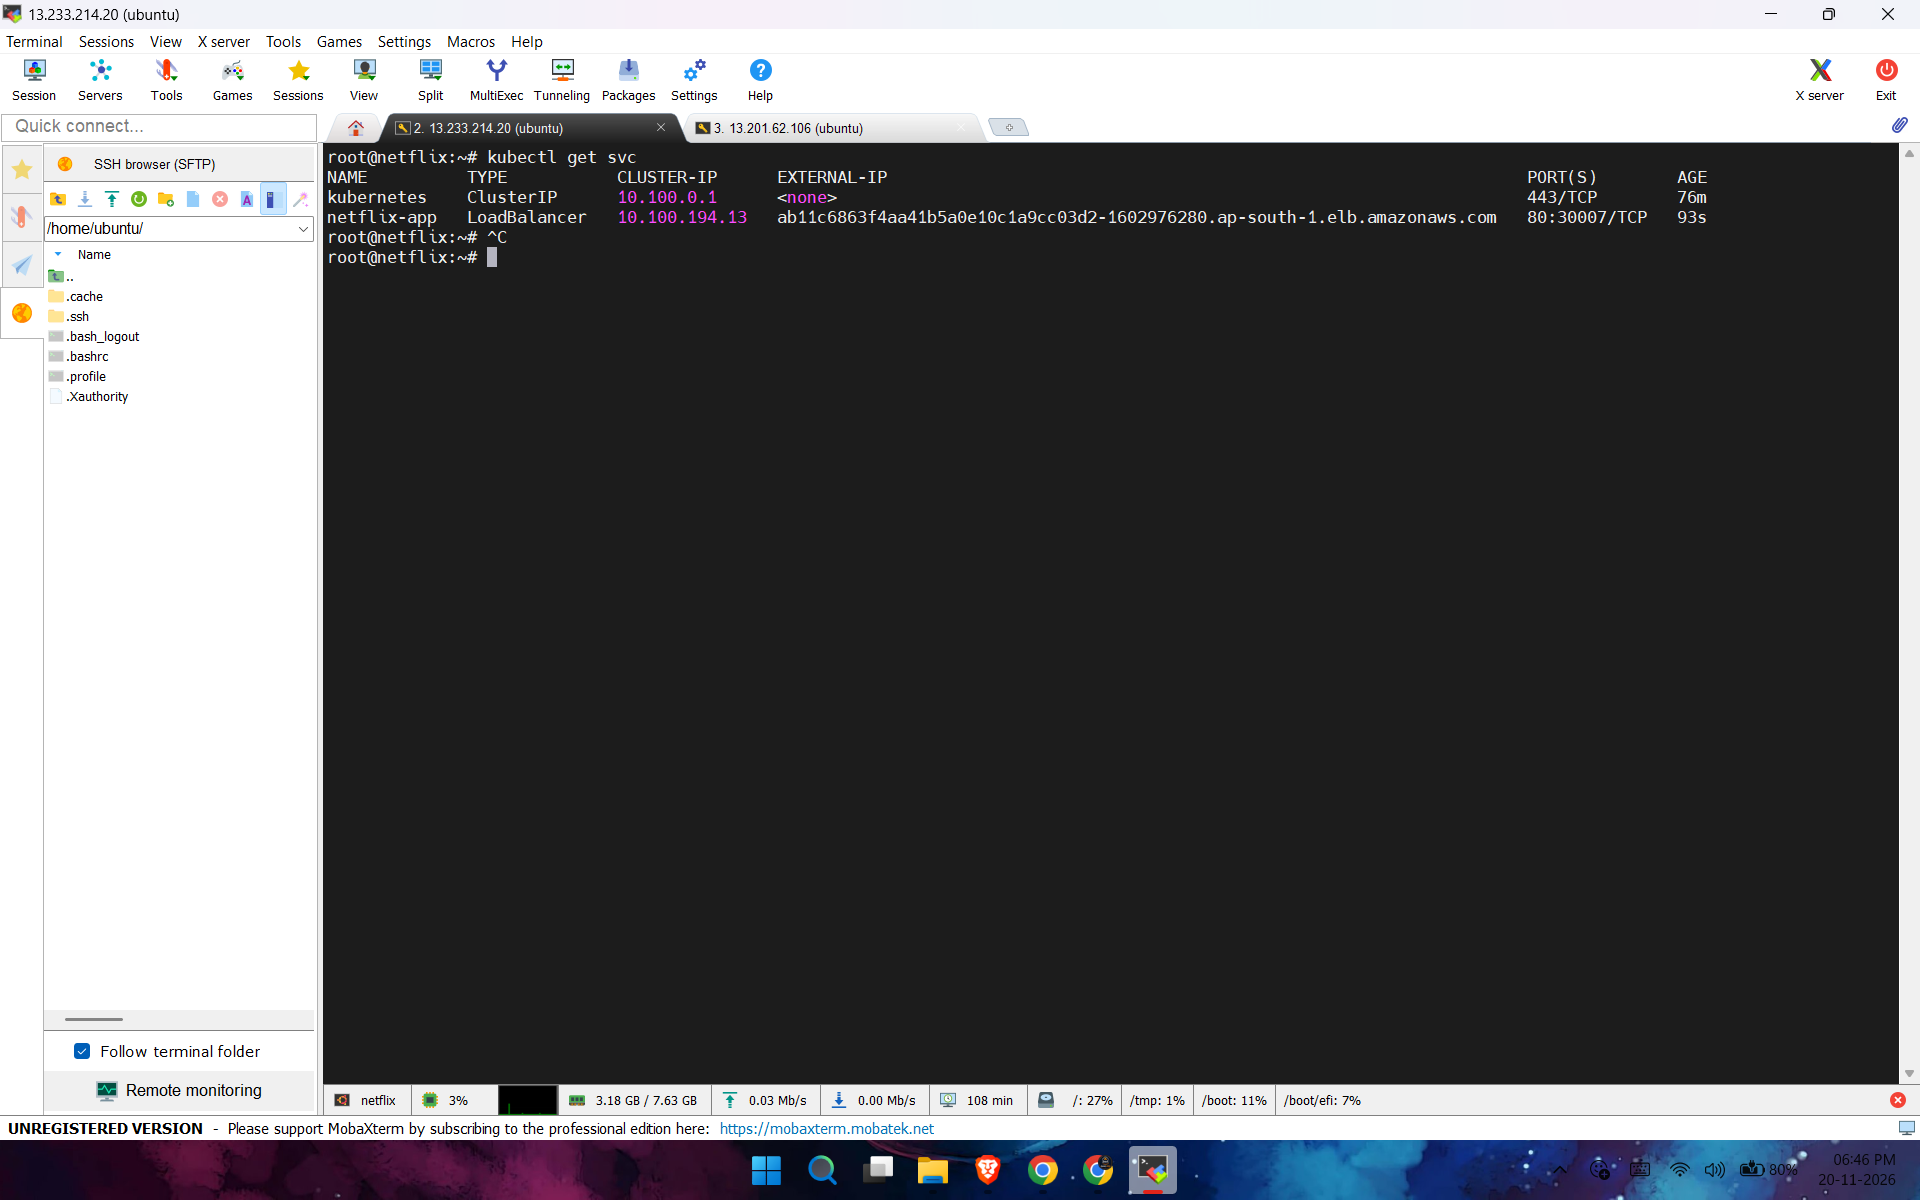 13.233.214.20 (ubuntu)
Terminal Sessions View X server Tools Games Settings Macros Help
Session Servers Tools Games Sessions View Split MultiExec Tunneling Packages Settings Help X server Exit
Quick connect...
2. 13.233.214.20 (ubuntu)
3. 13.201.62.106 (ubuntu)
SSH browser (SFTP)
/home/ubuntu/
Name
..
.cache
.ssh
.bash_logout
.bashrc
.profile
.Xauthority
Follow terminal folder
Remote monitoring
root@netflix:~# kubectl get svc
NAME TYPE CLUSTER-IP EXTERNAL-IP PORT(S) AGE
kubernetes ClusterIP 10.100.0.1 <none> 443/TCP 76m
netflix-app LoadBalancer 10.100.194.13 ab11c6863f4aa41b5a0e10c1a9cc03d2-1602976280.ap-south-1.elb.amazonaws.com 80:30007/TCP 93s
root@netflix:~# ^C
root@netflix:~#
netflix 3% 3.18 GB / 7.63 GB 0.03 Mb/s 0.00 Mb/s 108 min /: 27% /tmp: 1% /boot: 11% /boot/efi: 7%
UNREGISTERED VERSION - Please support MobaXterm by subscribing to the professional edition here: https://mobaxterm.mobatek.net
80%
06:46 PM
20-11-2026